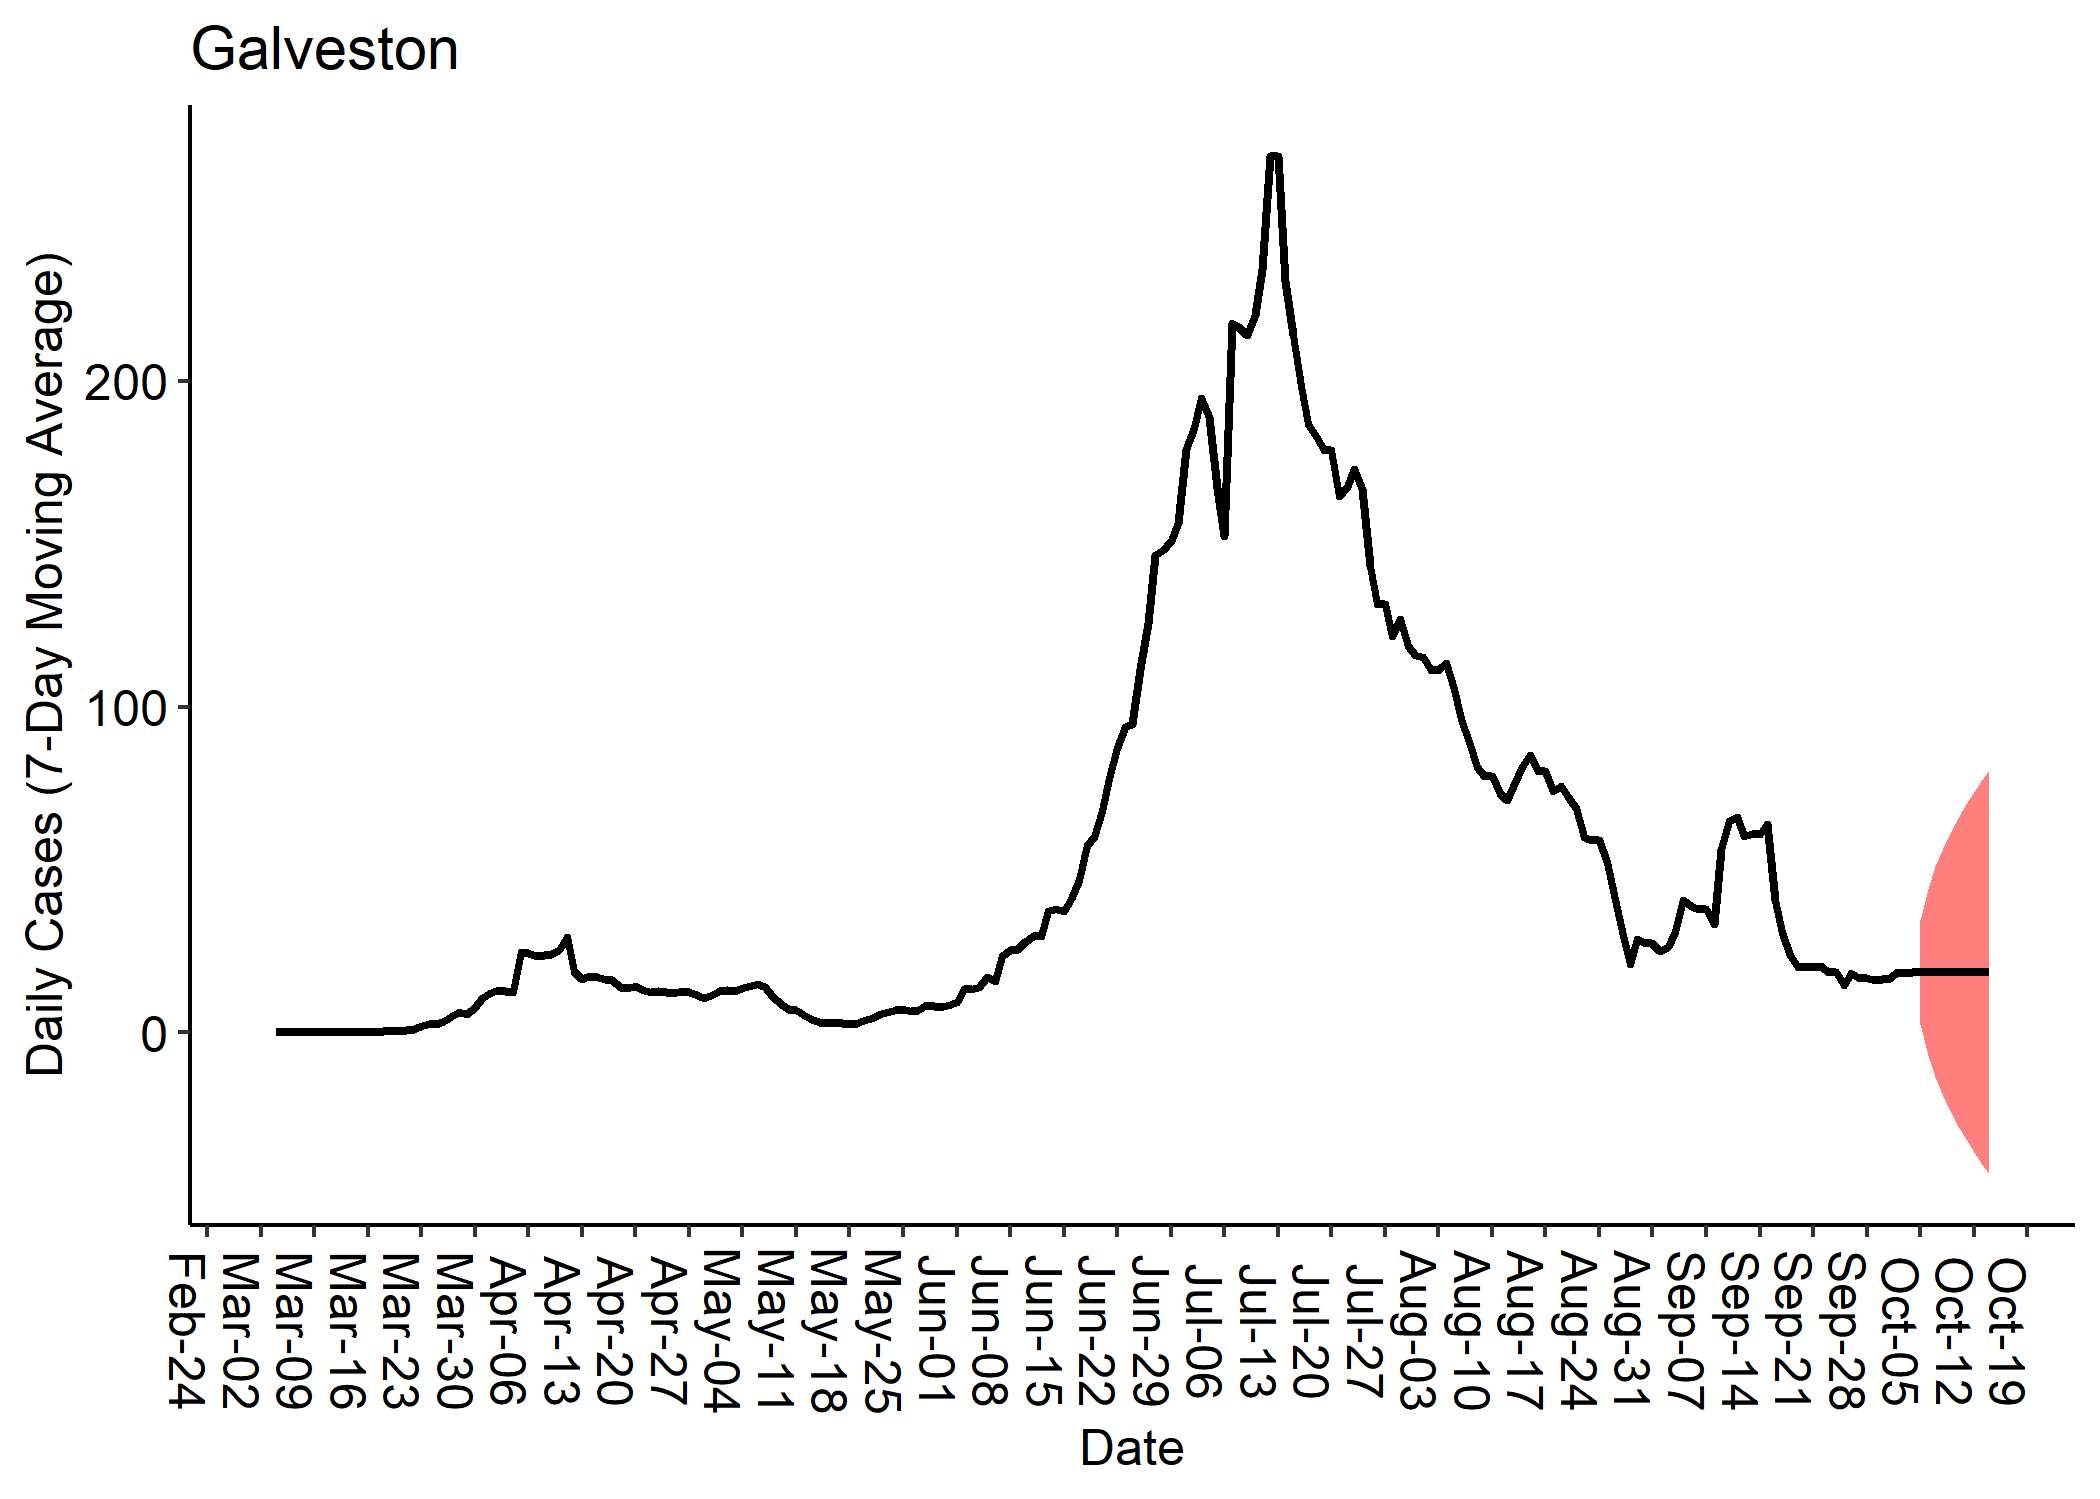 Galveston
Daily Cases (7-Day Moving Average)
200
100
0
Feb-24
Mar-02
Mar-09
Mar-16
Mar-23
Mar-30
Apr-06
Apr-13
Apr-20
Apr-27
May-04
May-11
May-18
May-25
Jun-01
Jun-08
Jun-15
Jun-22
Jun-29
Jul-06
Jul-13
Jul-20
Jul-27
Aug-03
Aug-10
Aug-17
Aug-24
Aug-31
Sep-07
Sep-14
Sep-21
Sep-28
Oct-05
Oct-12
Oct-19
Date